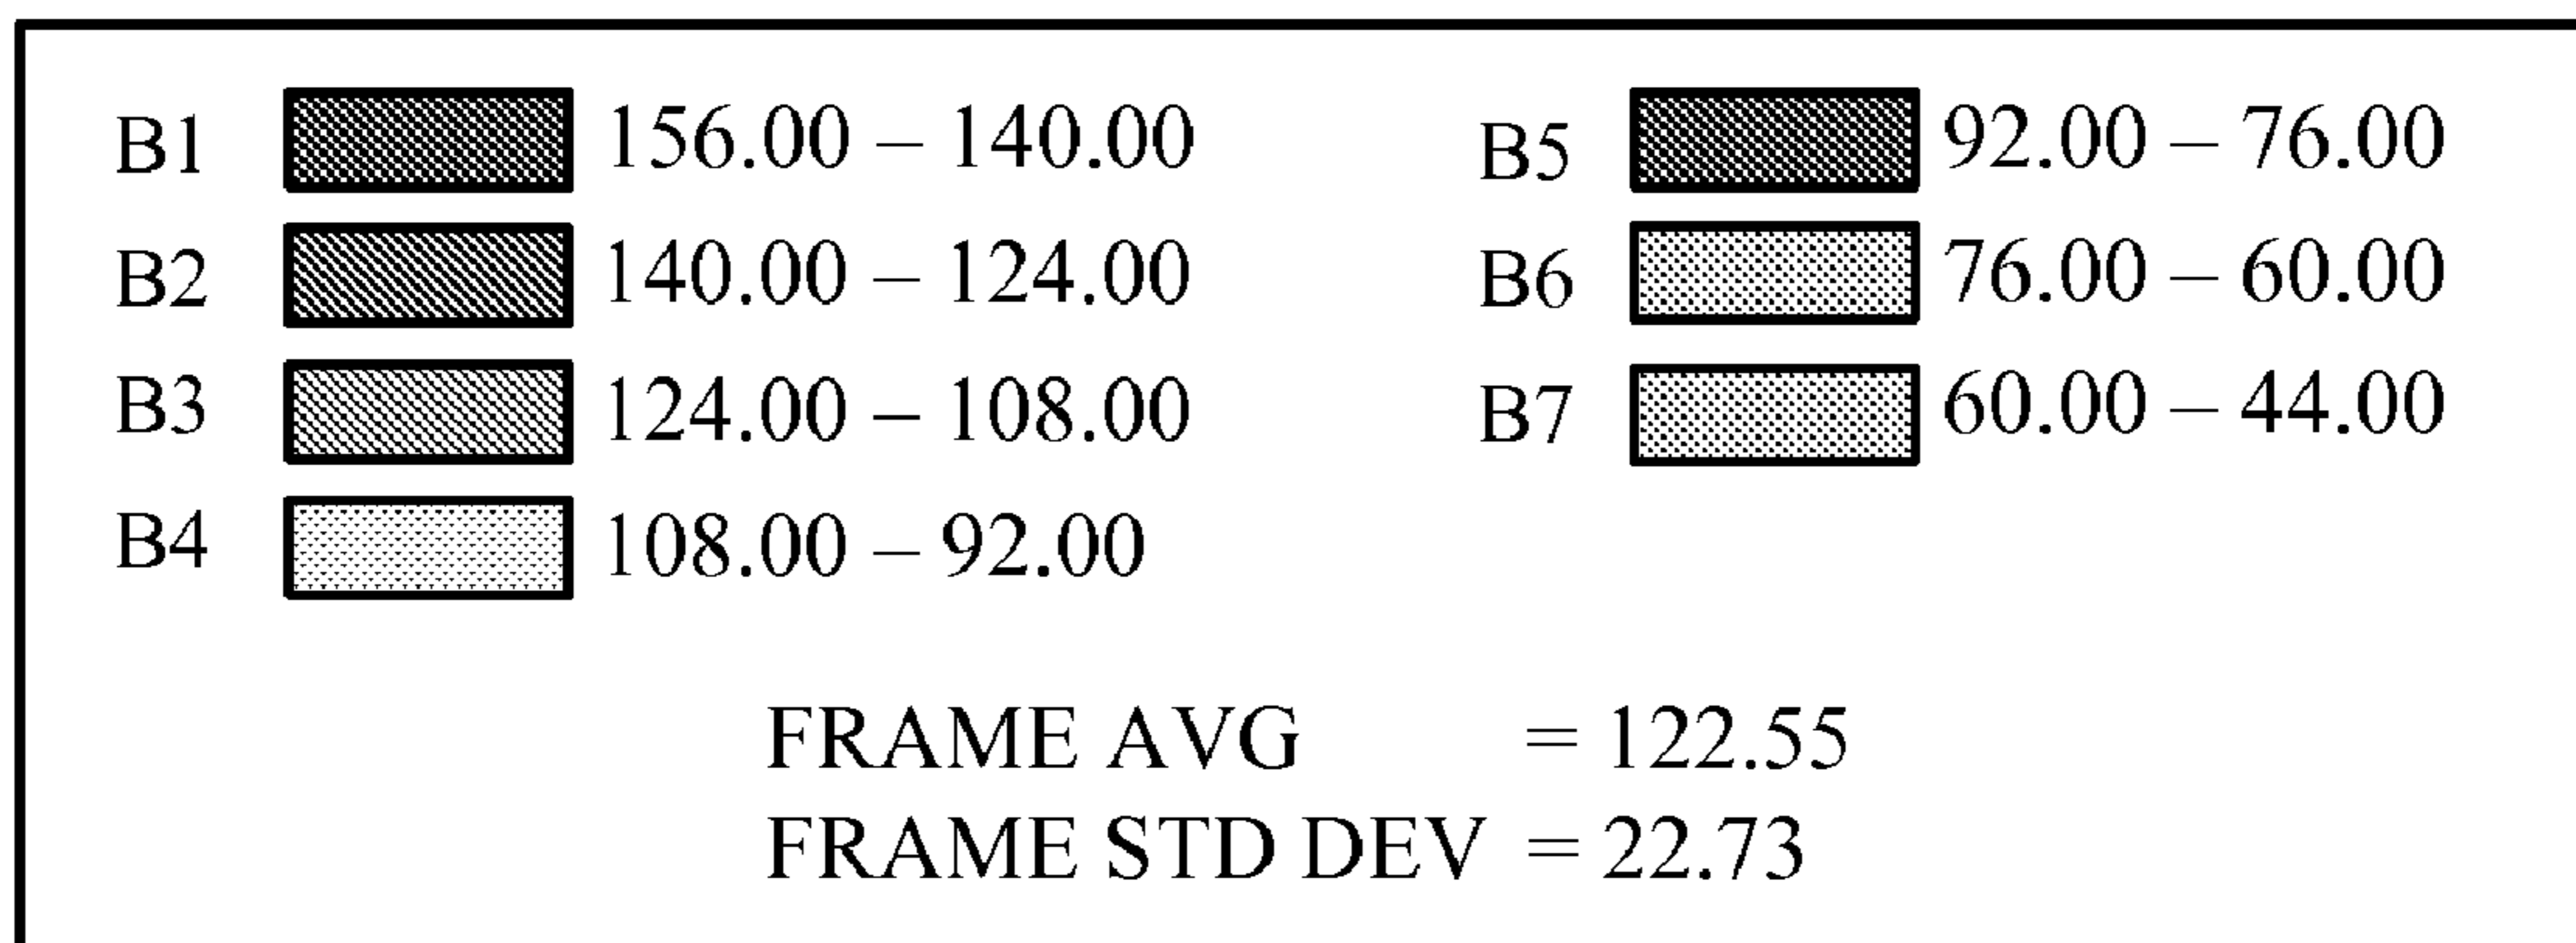 B1 156.00 – 140.00
B2 140.00 – 124.00
B3 124.00 – 108.00
B4 108.00 – 92.00
B5 92.00 – 76.00
B6 76.00 – 60.00
B7 60.00 – 44.00
FRAME AVG = 122.55
FRAME STD DEV = 22.73